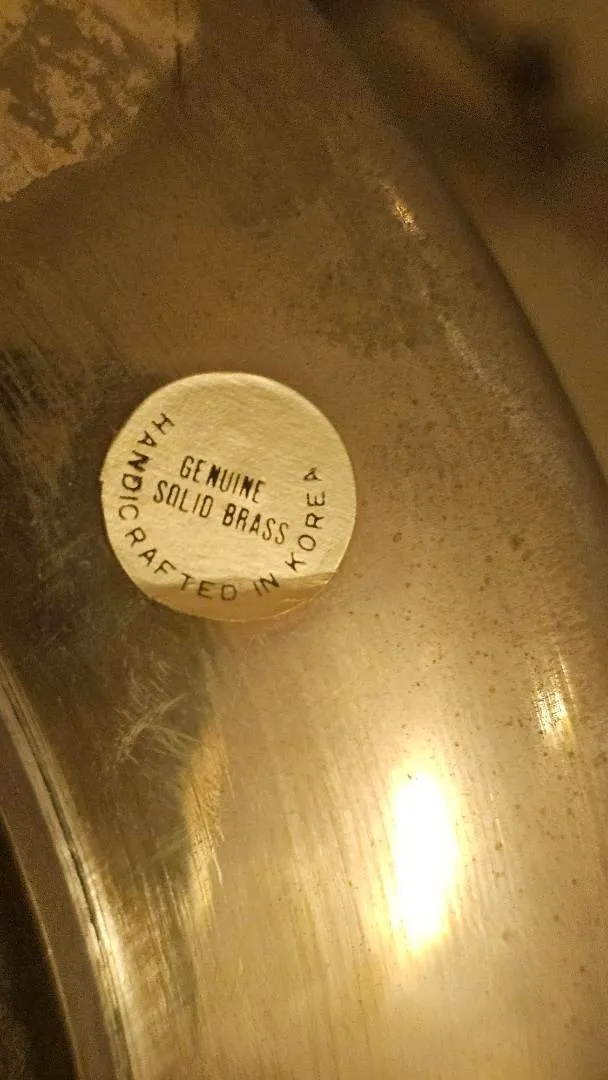 GENUINE
SOLID BRASS
HANDICRAFTED IN KOREA